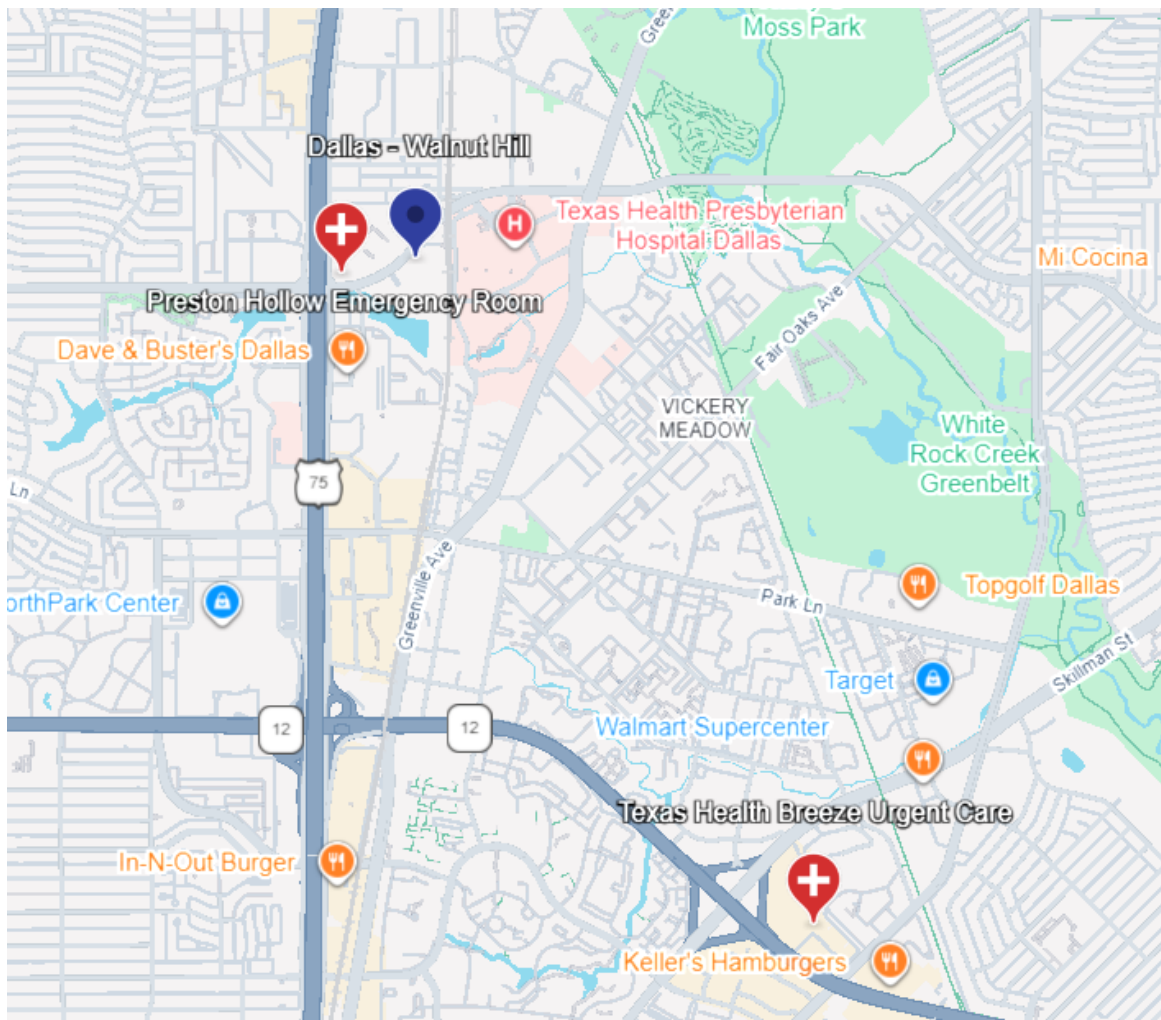 Moss Park
Dallas - Walnut Hill
H
Texas Health Presbyterian
Hospital Dallas
Mi Cocina
Preston Hollow Emergency Room
Fair Oaks Ave
Dave & Buster's Dallas
VICKERY
MEADOW
White
Rock Creek
Greenbelt
75
Ln
Greenville Ave
Topgolf Dallas
orthPark Center
Park Ln
Skillman St
Target
12
12
Walmart Supercenter
Texas Health Breeze Urgent Care
In-N-Out Burger
Keller's Hamburgers